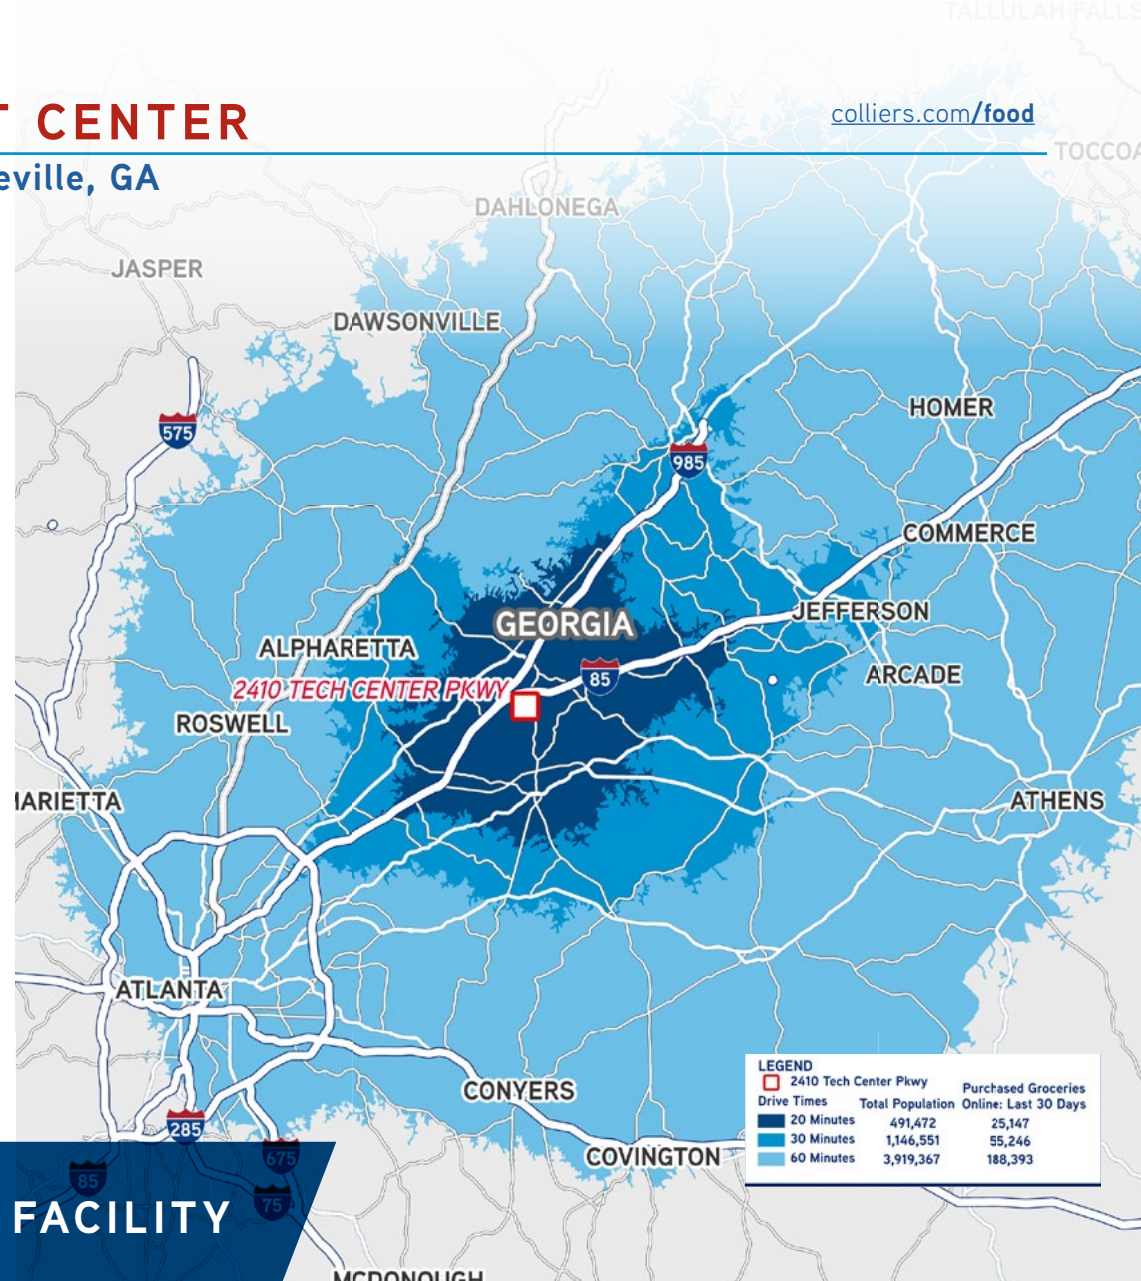 TALLULAH FALLS
T CENTER
colliers.com/food
TOCCOA
eville, GA
DAHLONEGA
JASPER
DAWSONVILLE
HOMER
575
985
COMMERCE
JEFFERSON
GEORGIA
ALPHARETTA
85
ARCADE
2410 TECH CENTER PKWY
ROSWELL
MARIETTA
ATHENS
ATLANTA
CONYERS
LEGEND
2410 Tech Center Pkwy
Purchased Groceries
Drive Times Total Population Online: Last 30 Days
20 Minutes 491,472 25,147
30 Minutes 1,146,551 55,246
60 Minutes 3,919,367 188,393
285
COVINGTON
675
85
75
FACILITY
MCDONOUGH